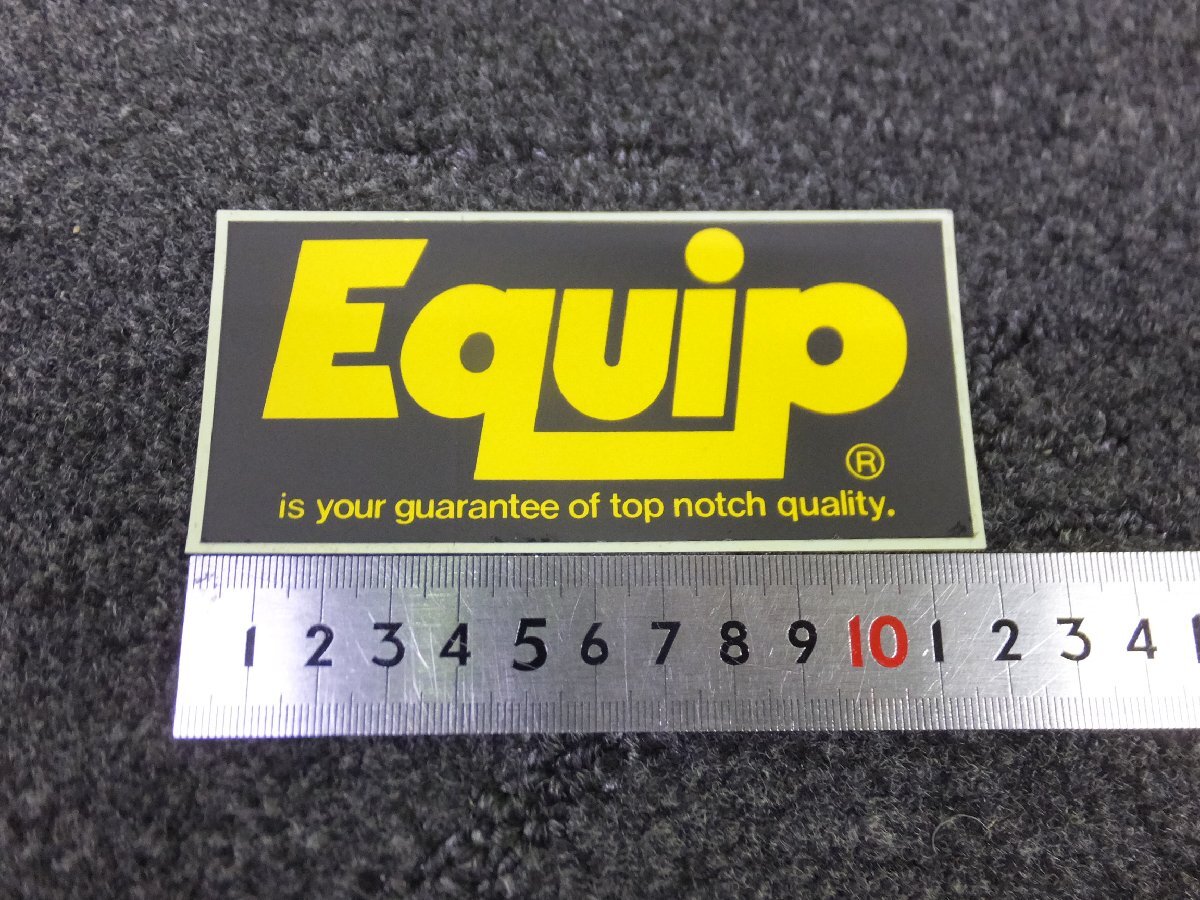 Equip
®
is your guarantee of top notch quality.
1 2 3 4 5 6 7 8 9 10 1 2 3 4